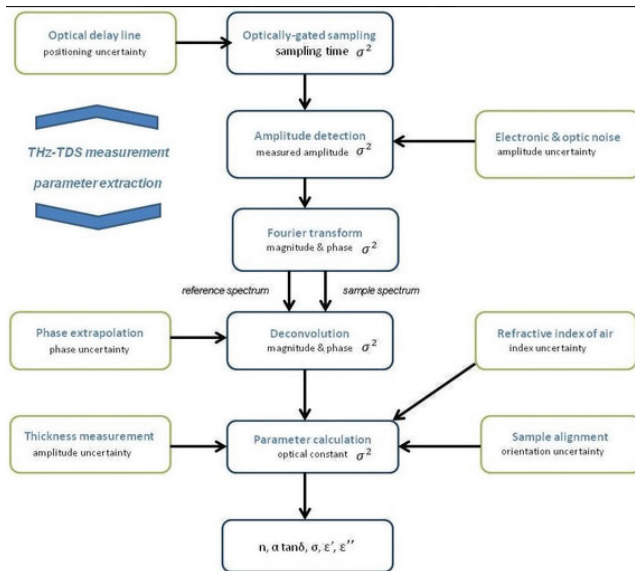 Optical delay line
positioning uncertainty
Optically-gated sampling
sampling time σ²
THz-TDS measurement
parameter extraction
Amplitude detection
measured amplitude σ²
Electronic & optic noise
amplitude uncertainty
Fourier transform
magnitude & phase σ²
reference spectrum
sample spectrum
Phase extrapolation
phase uncertainty
Deconvolution
magnitude & phase σ²
Refractive index of air
index uncertainty
Thickness measurement
amplitude uncertainty
Parameter calculation
optical constant σ²
Sample alignment
orientation uncertainty
n, α tanδ, σ, ε′, ε′′